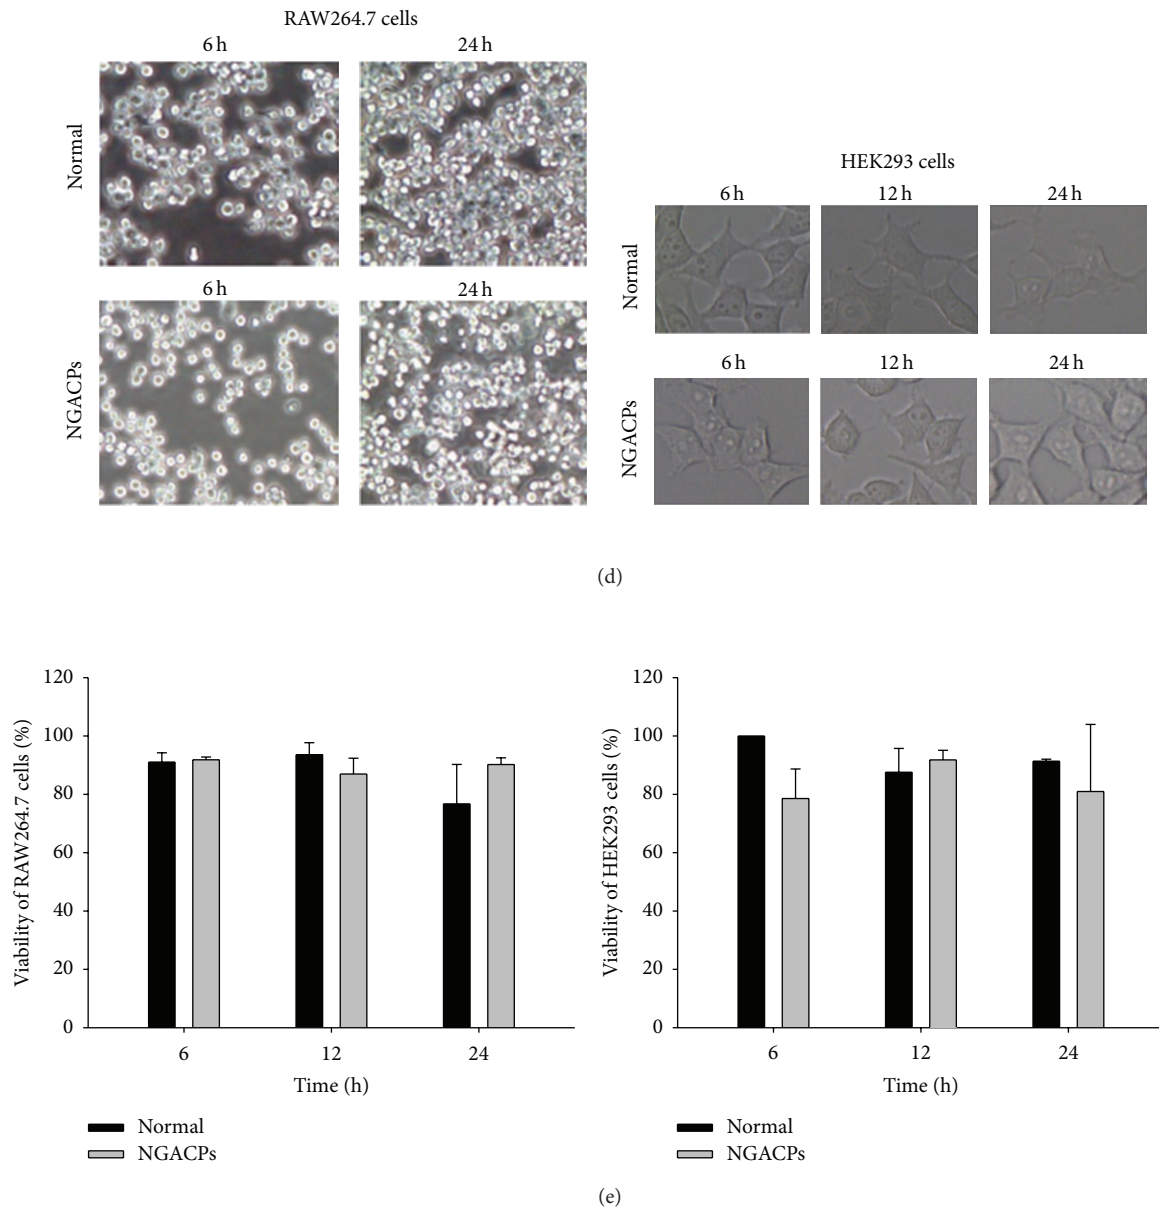 RAW264.7 cells
6 h
24 h
Normal
6 h
24 h
NGACPs
HEK293 cells
6 h
12 h
24 h
Normal
6 h
12 h
24 h
NGACPs
(d)
120
100
80
60
40
20
0
Viability of RAW264.7 cells (%)
6
12
24
Time (h)
Normal
NGACPs
120
100
80
60
40
20
0
Viability of HEK293 cells (%)
6
12
24
Time (h)
Normal
NGACPs
(e)